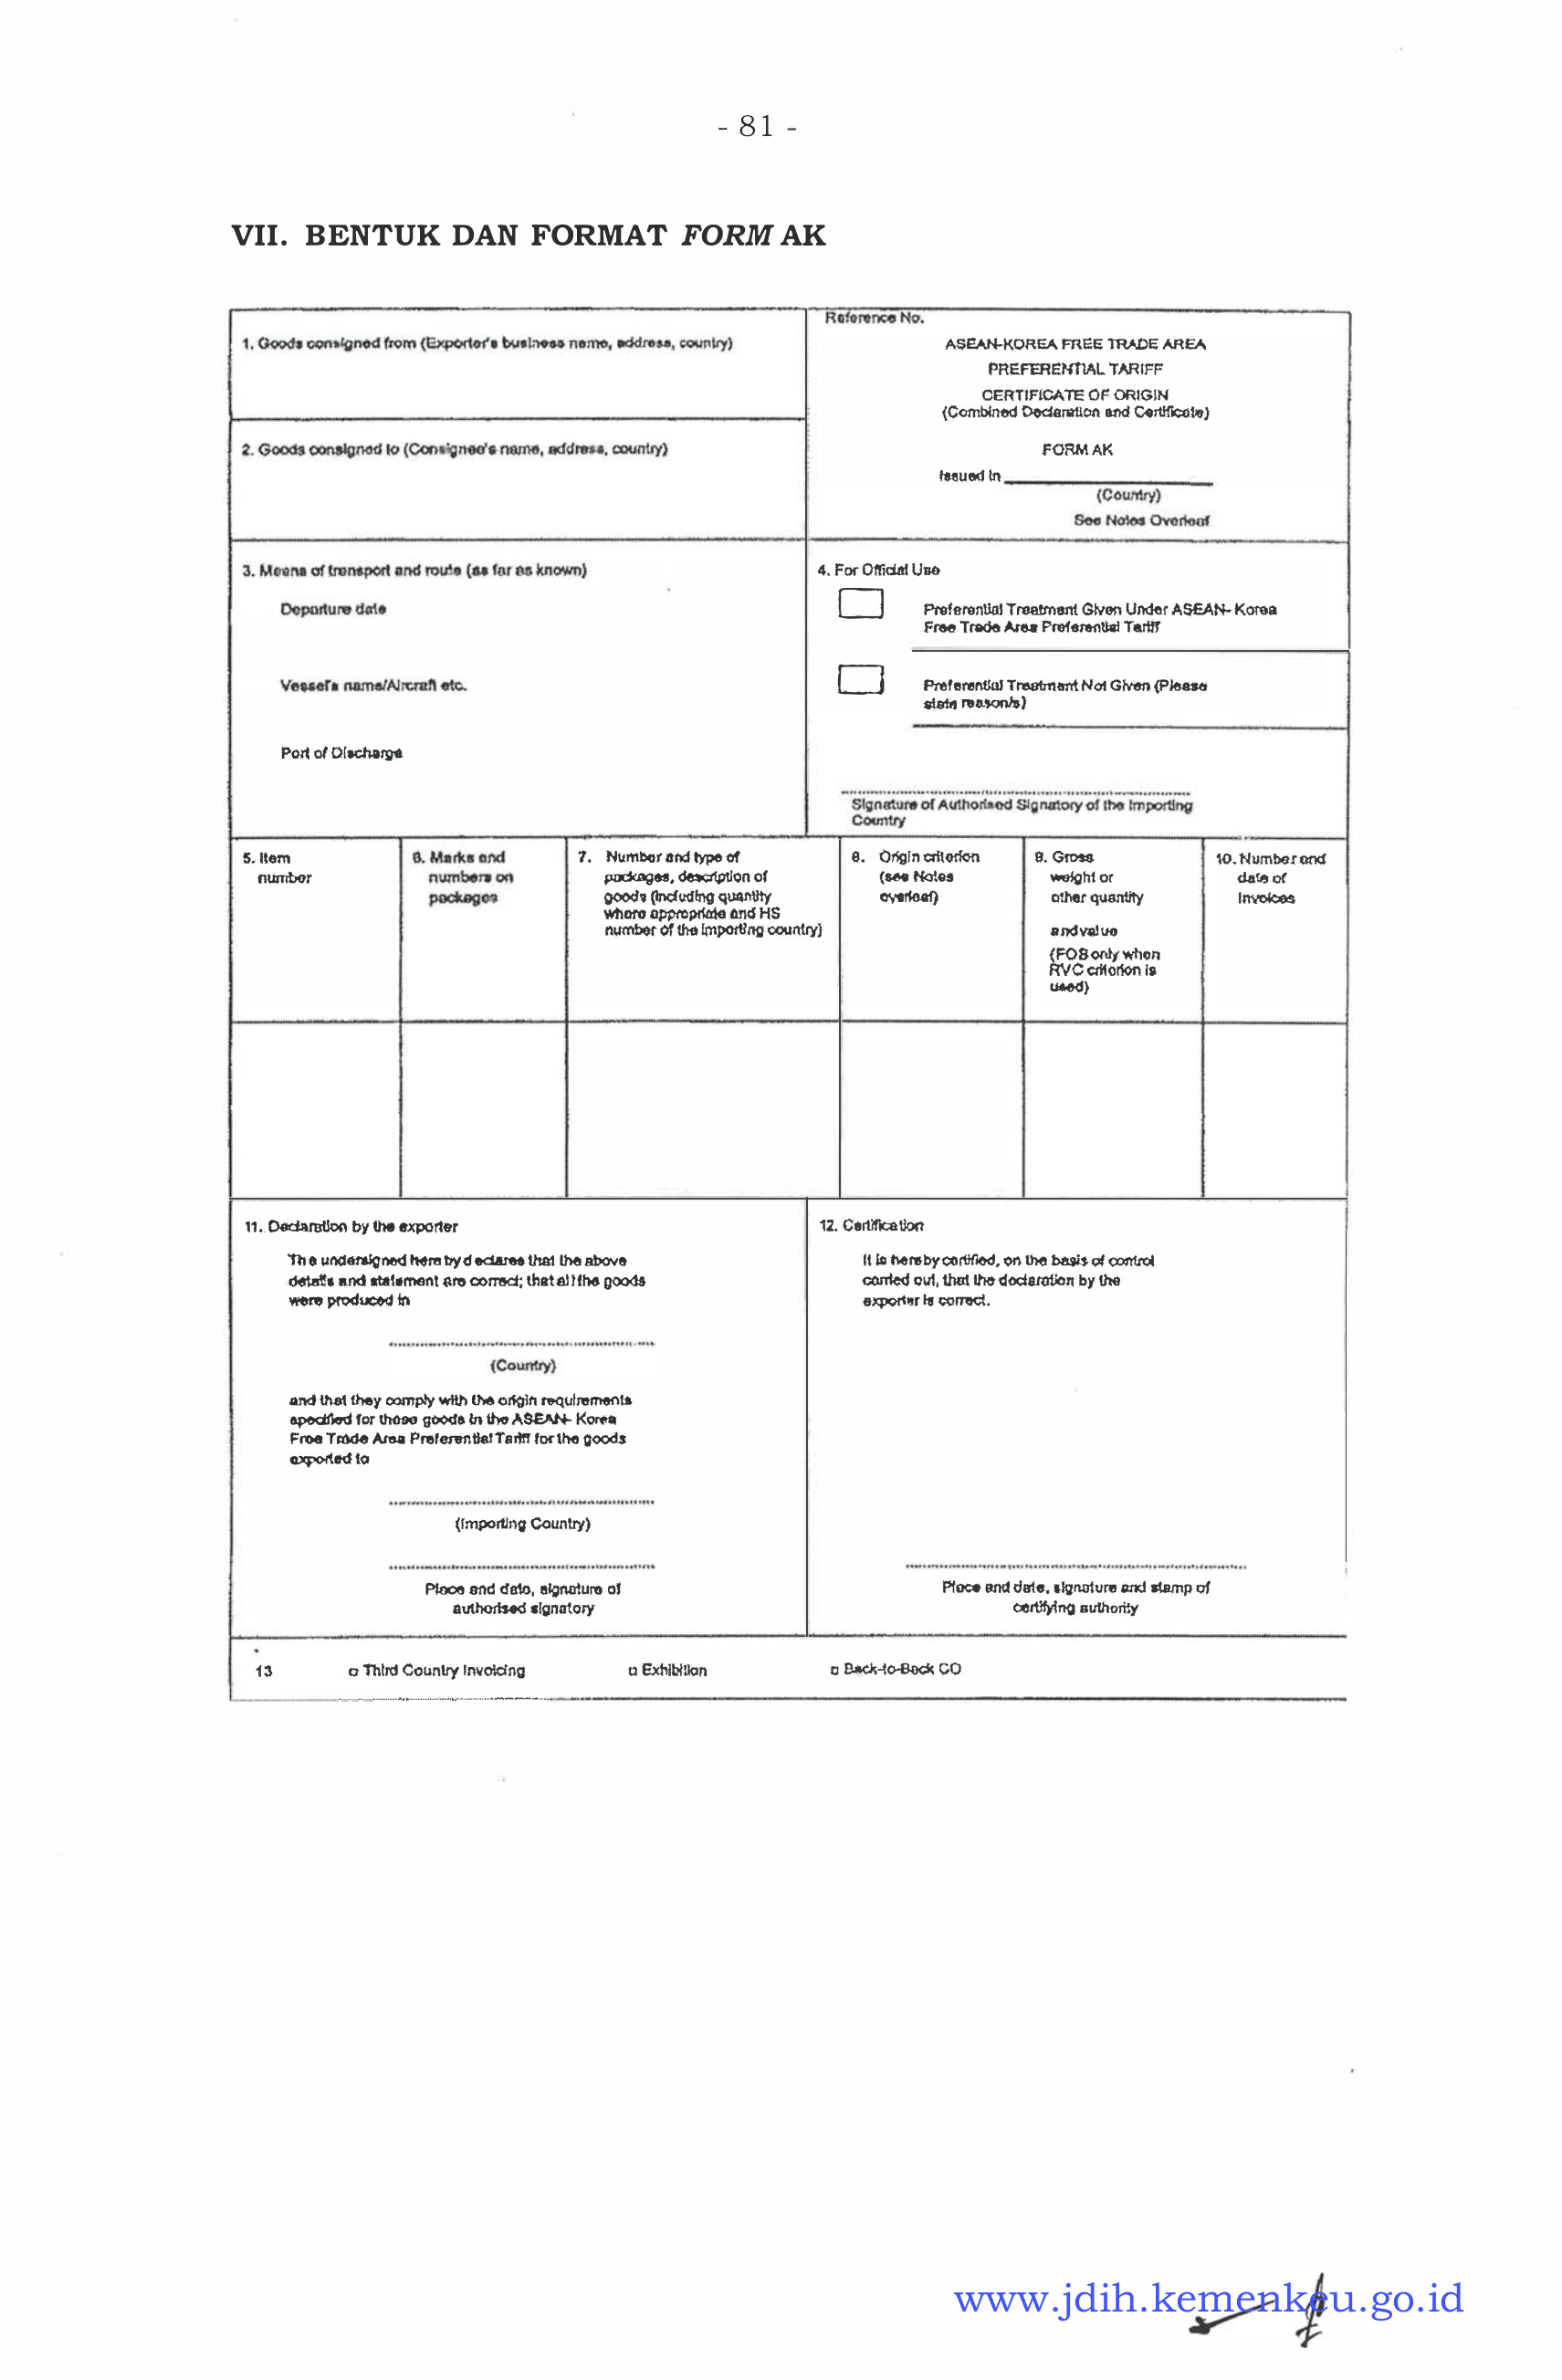 - 81 -
VII. BENTUK DAN FORMAT FORM AK
1. Goods consigned from (Exporter's business name, address, country)
Reference No.
ASEAN-KOREA FREE TRADE AREA
PREFERENTIAL TARIFF
CERTIFICATE OF ORIGIN
(Combined Declaration and Certificate)
FORM AK
Issued in
(Country)
See Notes Overleaf
2. Goods consigned to (Consignee's name, address, country)
3. Means of transport and route (as far as known)
Departure date
Vessel's name/Aircraft etc.
Port of Discharge
4. For Official Use
Preferential Treatment Given Under ASEAN- Korea
Free Trade Area Preferential Tariff
Preferential Treatment Not Given (Please
state reason/s)
Signature of Authorised Signatory of the Importing
Country
5. Item
number
6. Marks and
numbers on
packages
7. Number and type of
packages, description of
goods (including quantity
where appropriate and HS
number of the importing country)
8. Origin criterion
(see Notes
overleaf)
9. Gross
weight or
other quantity
and value
(FOB only when
RVC criterion is
used)
10. Number and
date of
Invoices
11. Declaration by the exporter
The undersigned hereby declares that the above
details and statement are correct; that all the goods
were produced in
(Country)
and that they comply with the origin requirements
specified for these goods in the ASEAN- Korea
Free Trade Area Preferential Tariff for the goods
exported to
(Importing Country)
Place and date, signature of
authorised signatory
12. Certification
It is hereby certified, on the basis of control
carried out, that the declaration by the
exporter is correct.
Place and date, signature and stamp of
certifying authority
13
□ Third Country Invoicing
□ Exhibition
□ Back-to-Back CO
www.jdih.kemenkeu.go.id